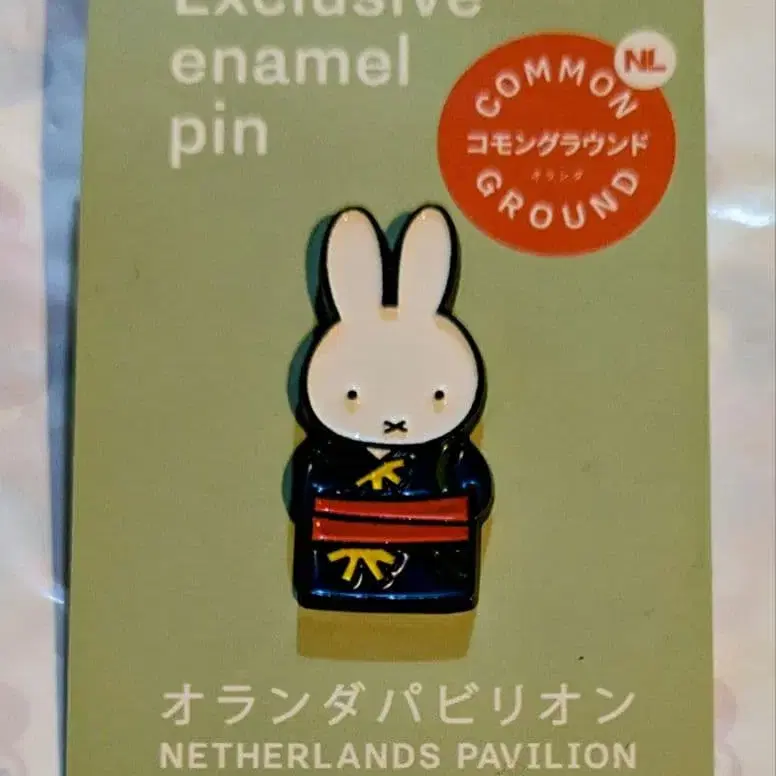 Exclusive
enamel
pin
NL
COMMON
コモングラウンド
オランダ
GROUND
オランダパビリオン
NETHERLANDS PAVILION